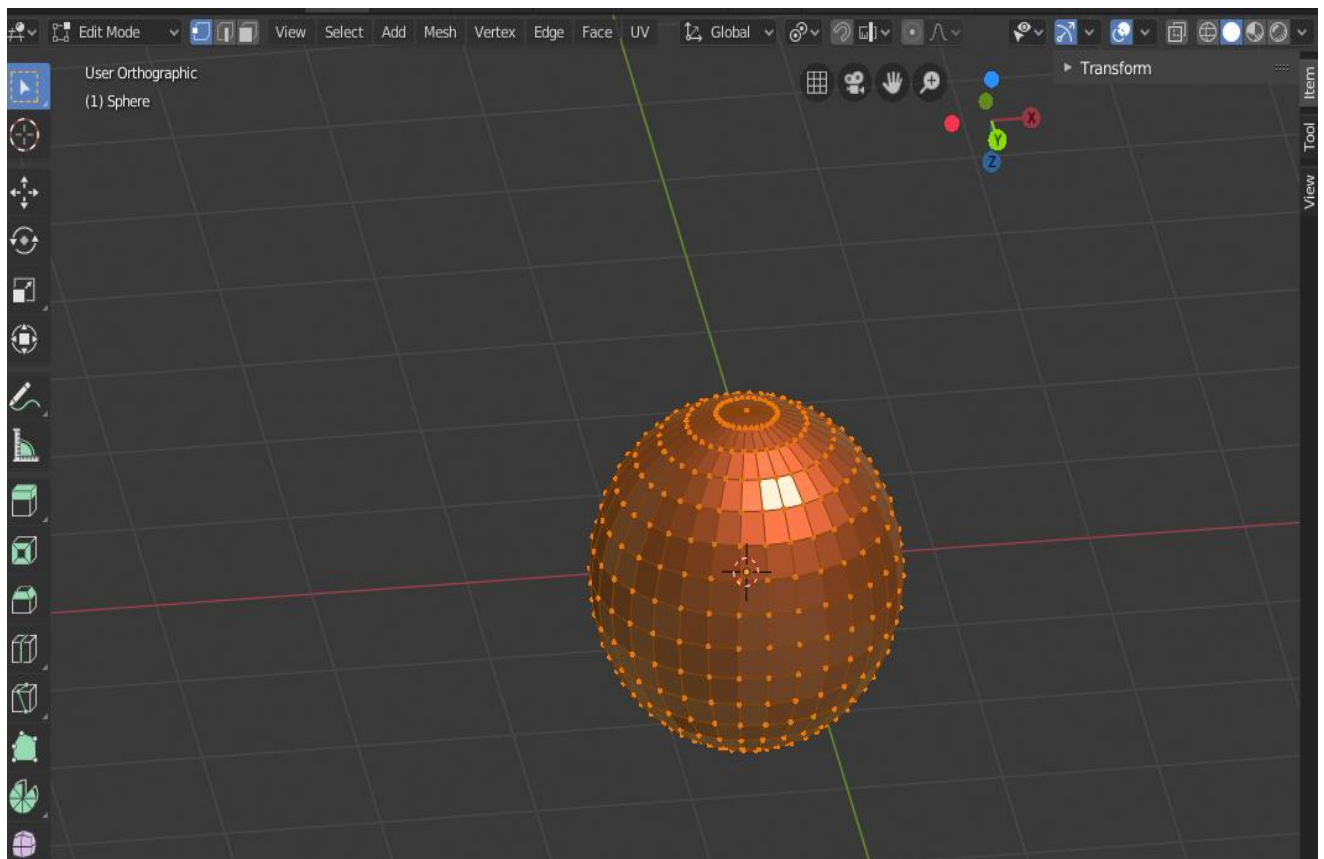 Edit Mode View Select Add Mesh Vertex Edge Face UV Global
User Orthographic
(1) Sphere
Transform
Item
Tool
View
X
Y
Z